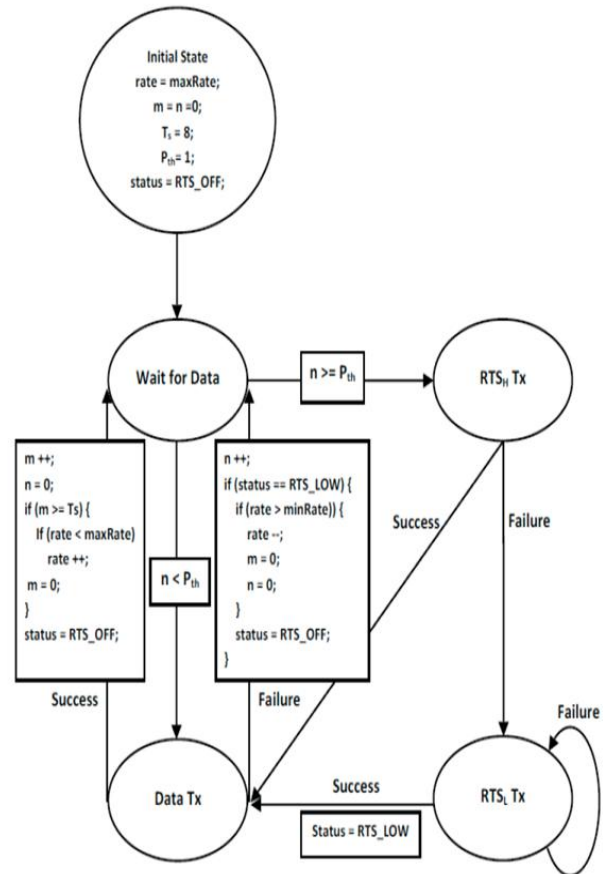 Initial State
rate = maxRate;
m = n =0;
Ts = 8;
Pth= 1;
status = RTS_OFF;
Wait for Data
n >= Pth
RTSH Tx
m ++;
n = 0;
if (m >= Ts) {
If (rate < maxRate)
rate ++;
m = 0;
}
status = RTS_OFF;
n < Pth
n ++;
if (status == RTS_LOW) {
if (rate > minRate)) {
rate --;
m = 0;
n = 0;
}
status = RTS_OFF;
}
Success
Failure
Success
Failure
Failure
Data Tx
Success
Status = RTS_LOW
RTSL Tx